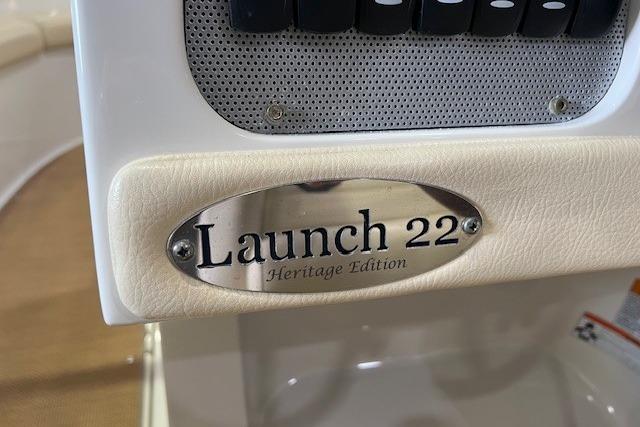 Launch 22
Heritage Edition